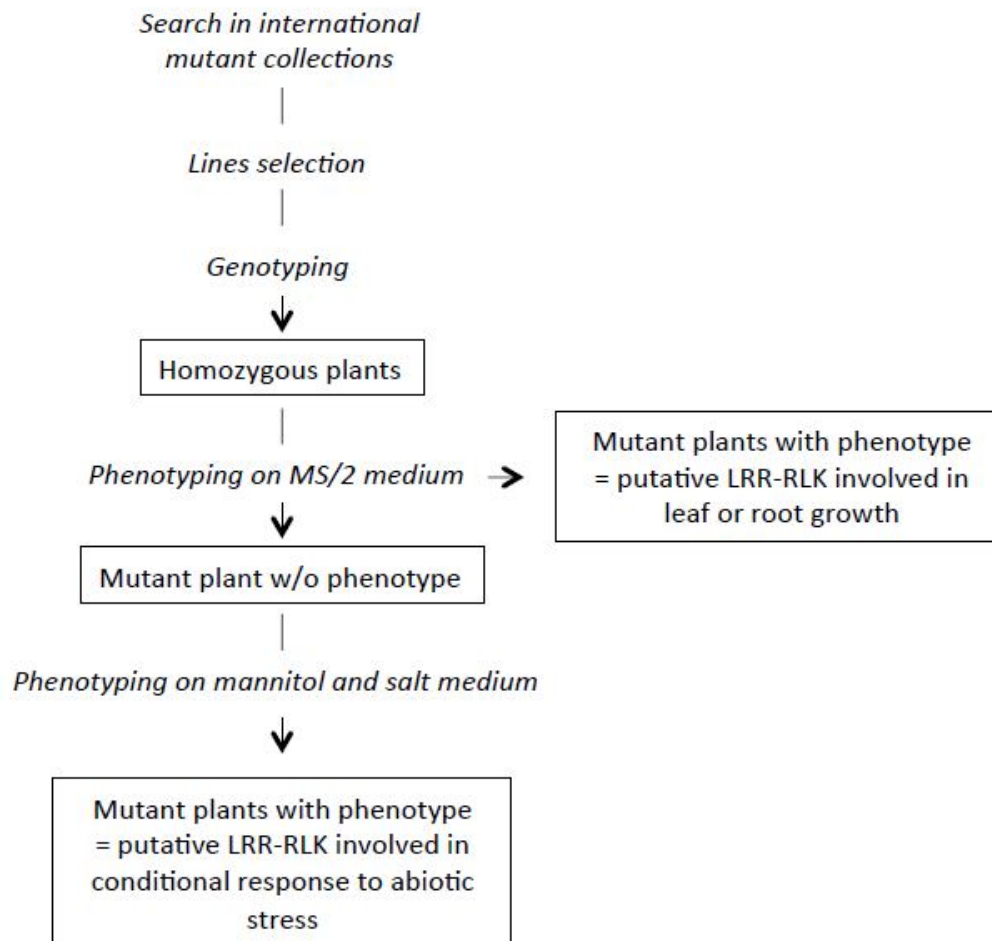 Search in international
mutant collections
Lines selection
Genotyping
Homozygous plants
Phenotyping on MS/2 medium
Mutant plants with phenotype
= putative LRR-RLK involved in
leaf or root growth
Mutant plant w/o phenotype
Phenotyping on mannitol and salt medium
Mutant plants with phenotype
= putative LRR-RLK involved in
conditional response to abiotic
stress